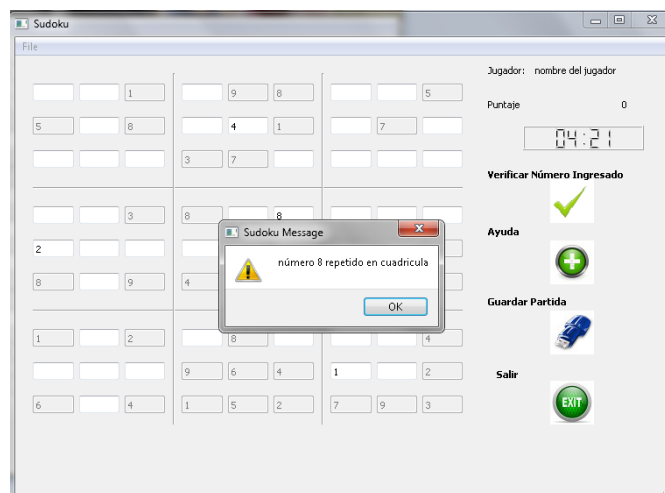 Sudoku
File
Jugador: nombre del jugador
1 9 8 5
Puntaje 0
5 8 4 1 7
04:21
3 7
Verificar Número Ingresado
3 8 8
Sudoku Message
Ayuda
2
número 8 repetido en cuadricula
8 9 4
OK
Guardar Partida
1 2 8 4
9 6 4 1 2
Salir
6 4 1 5 2 7 9 3
EXIT